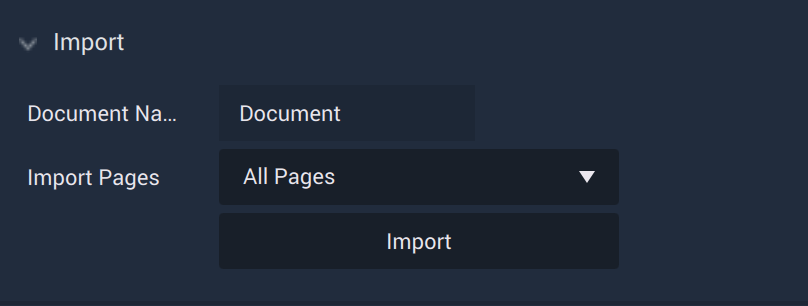 Import
Document Na... Document
Import Pages All Pages
Import